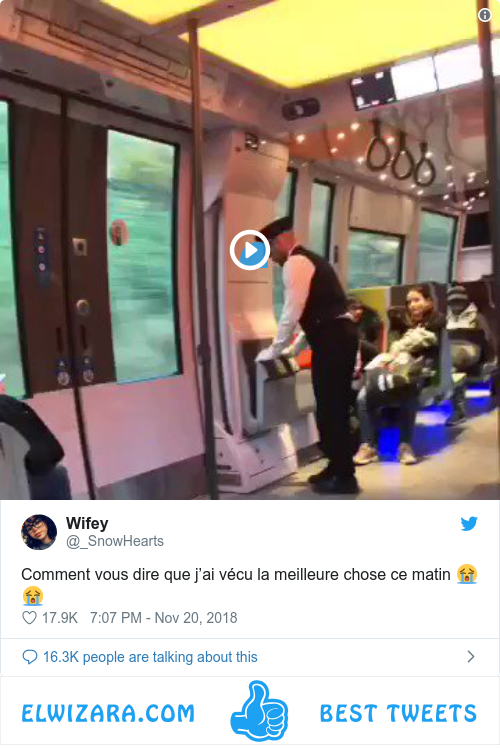 Wifey
@_SnowHearts
Comment vous dire que j'ai vécu la meilleure chose ce matin 😭
😭
17.9K 7:07 PM - Nov 20, 2018
16.3K people are talking about this
ELWIZARA.COM BEST TWEETS